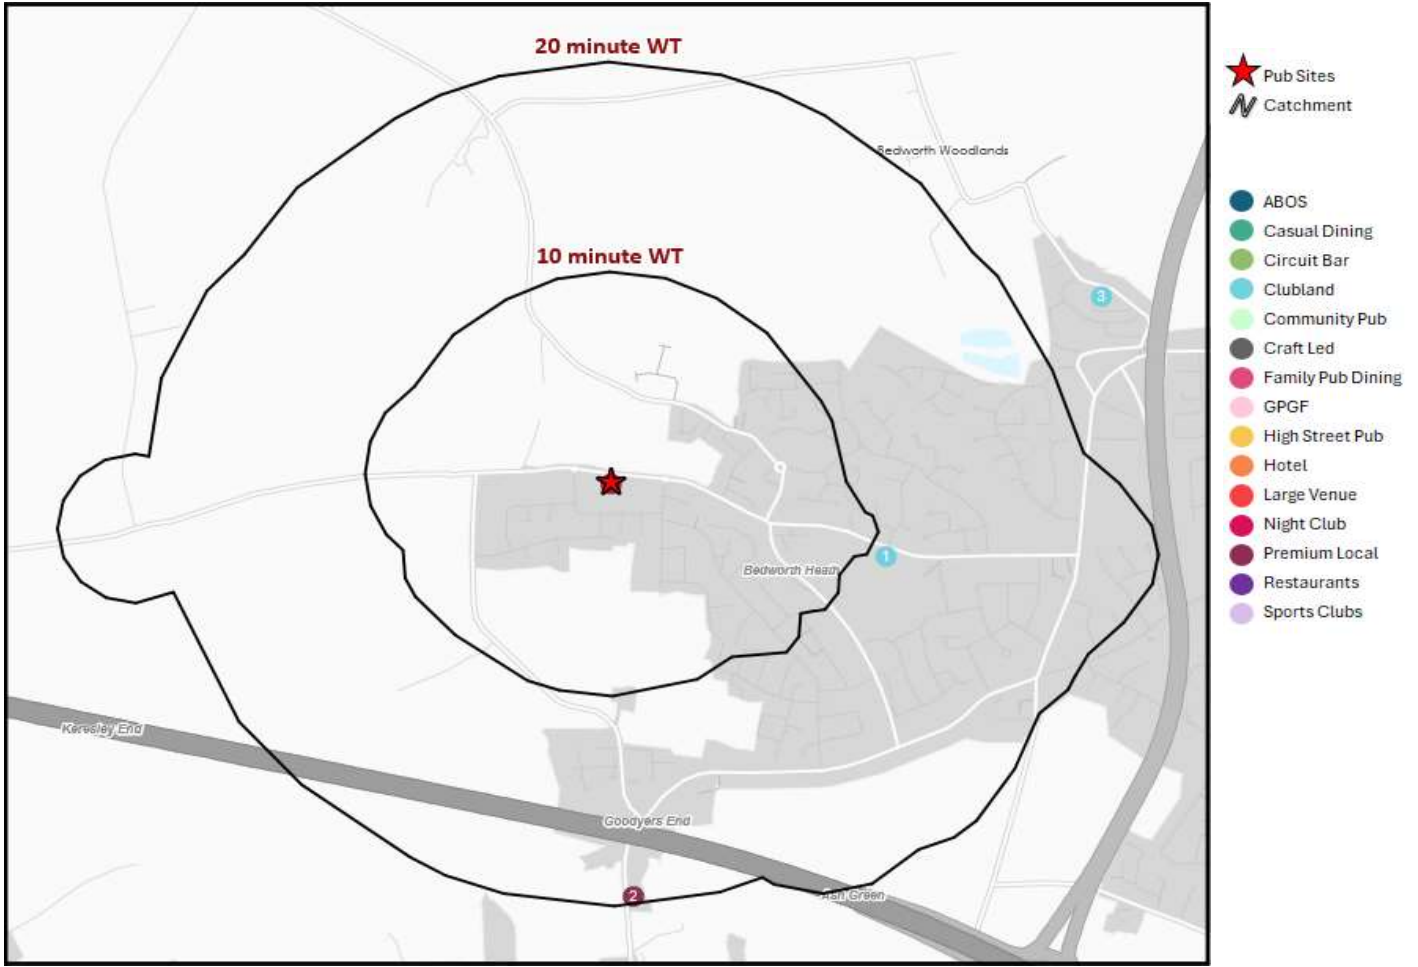 20 minute WT
Bedworth Woodlands
10 minute WT
3
1
Bedworth Heath
Keresley End
Goodyers End
2
Ash Green
Pub Sites
Catchment
ABOS
Casual Dining
Circuit Bar
Clubland
Community Pub
Craft Led
Family Pub Dining
GPGF
High Street Pub
Hotel
Large Venue
Night Club
Premium Local
Restaurants
Sports Clubs